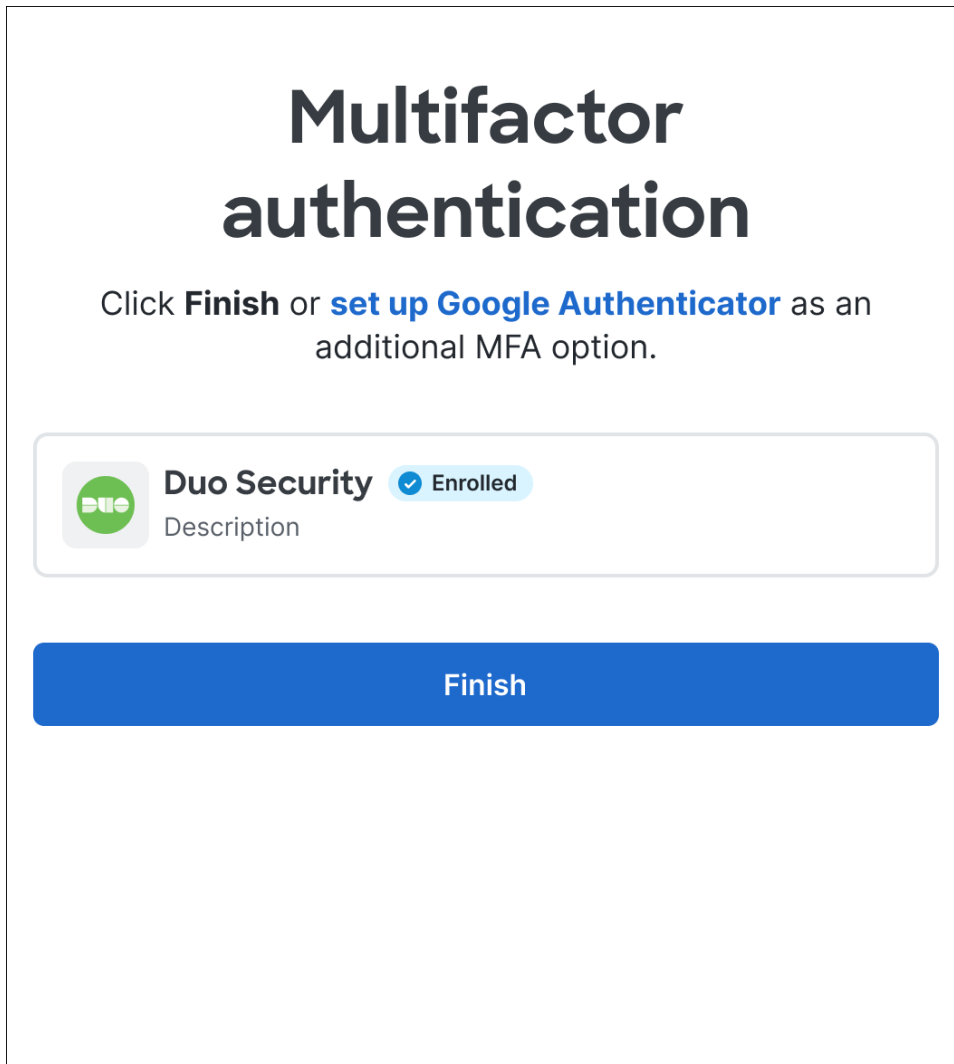 Multifactor
authentication
Click Finish or set up Google Authenticator as an
additional MFA option.
DUO
Duo Security Enrolled
Description
Finish